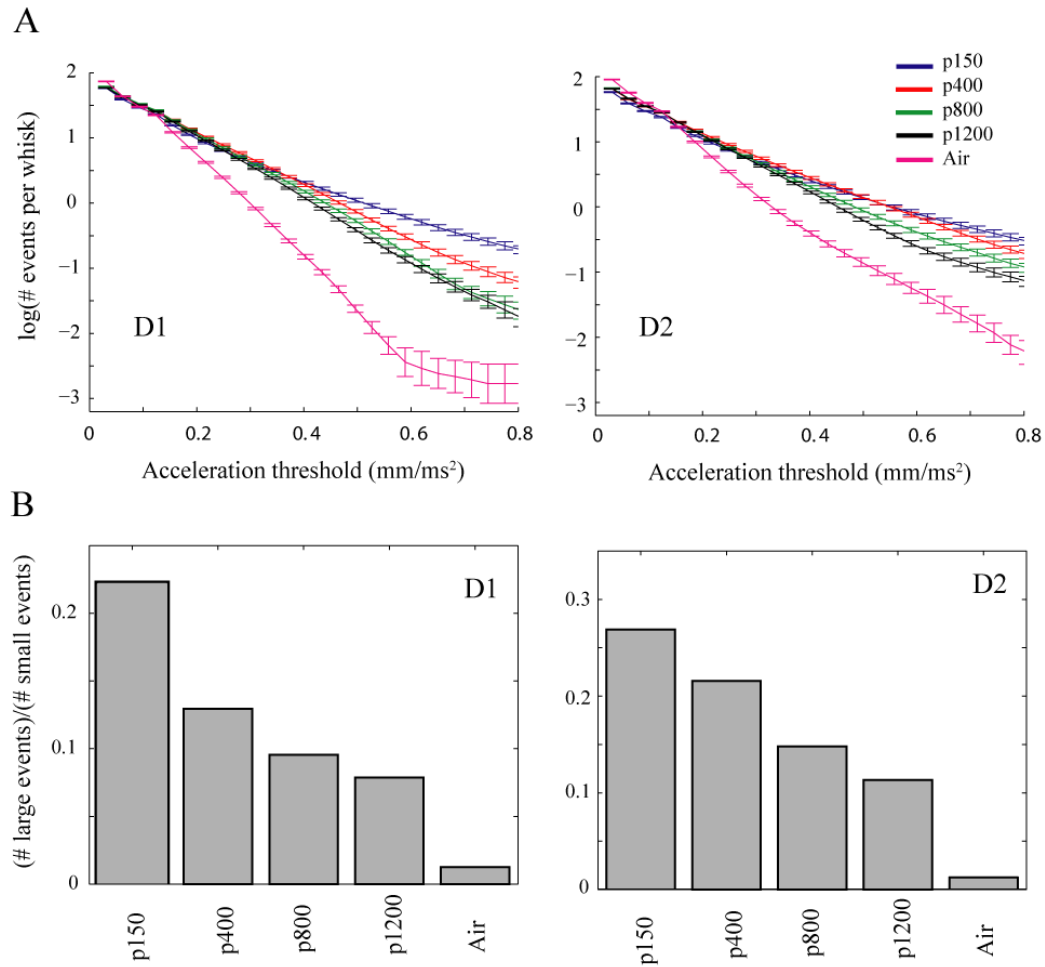 A
log(# events per whisk)
2
1
0
−1
−2
−3
D1
0
0.2
0.4
0.6
0.8
Acceleration threshold (mm/ms²)
2
1
0
−1
−2
−3
D2
p150
p400
p800
p1200
Air
0
0.2
0.4
0.6
0.8
Acceleration threshold (mm/ms²)
B
(# large events)/(# small events)
0.2
0.1
0
D1
p150
p400
p800
p1200
Air
0.3
0.2
0.1
0
D2
p150
p400
p800
p1200
Air